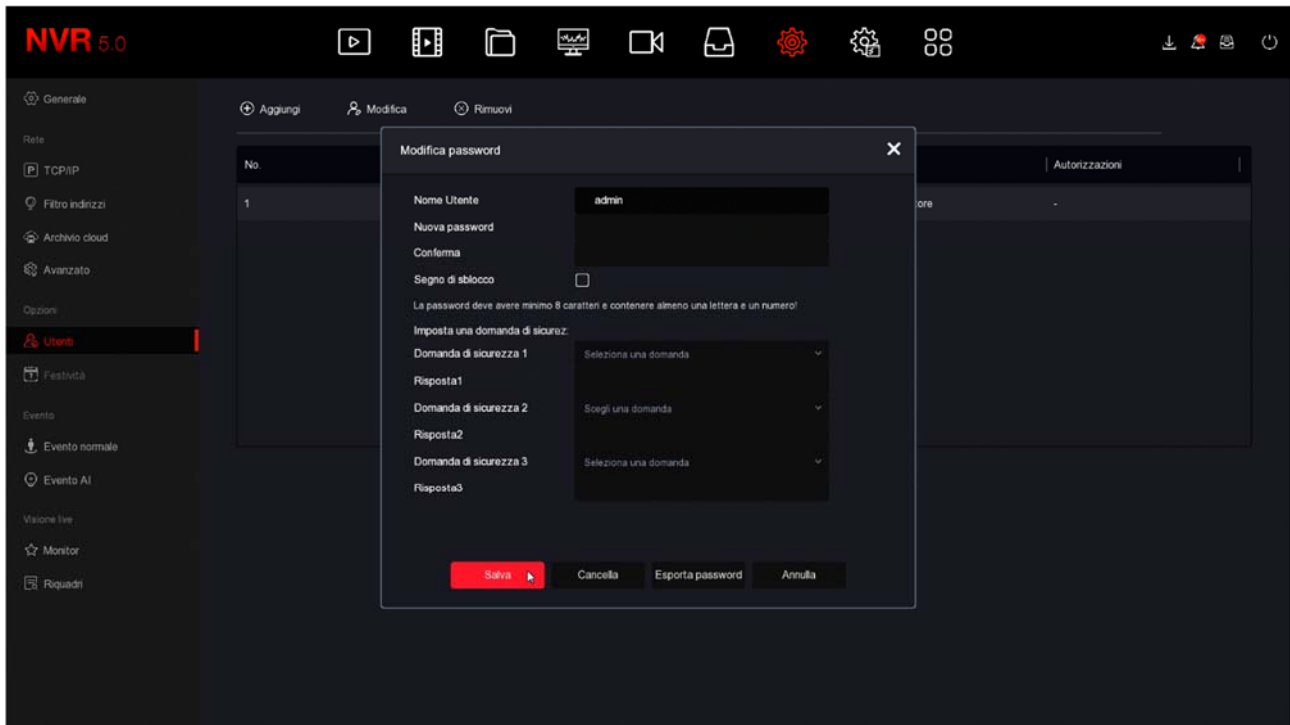 NVR 5.0
Generale
Rete
TCP/IP
Filtro indirizzi
Archivio cloud
Avanzato
Opzioni
Utenti
Festività
Evento
Evento normale
Evento AI
Visione live
Monitor
Riquadri
Aggiungi Modifica Rimuovi
No. Autorizzazioni
1 ore -
Modifica password
Nome Utente admin
Nuova password
Conferma
Segno di sblocco
La password deve avere minimo 8 caratteri e contenere almeno una lettera e un numero!
Imposta una domanda di sicurez:
Domanda di sicurezza 1 Seleziona una domanda
Risposta1
Domanda di sicurezza 2 Scegli una domanda
Risposta2
Domanda di sicurezza 3 Seleziona una domanda
Risposta3
Salva Cancella Esporta password Annulla